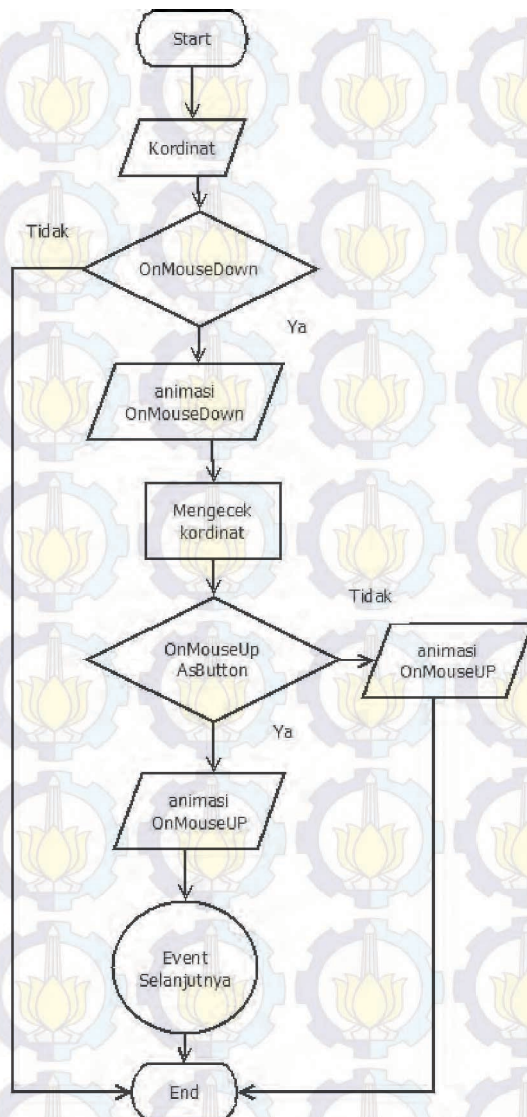 Start
Kordinat
Tidak
OnMouseDown
Ya
animasi
OnMouseDown
Mengecek
kordinat
Tidak
OnMouseUp
AsButton
animasi
OnMouseUP
Ya
animasi
OnMouseUP
Event
Selanjutnya
End